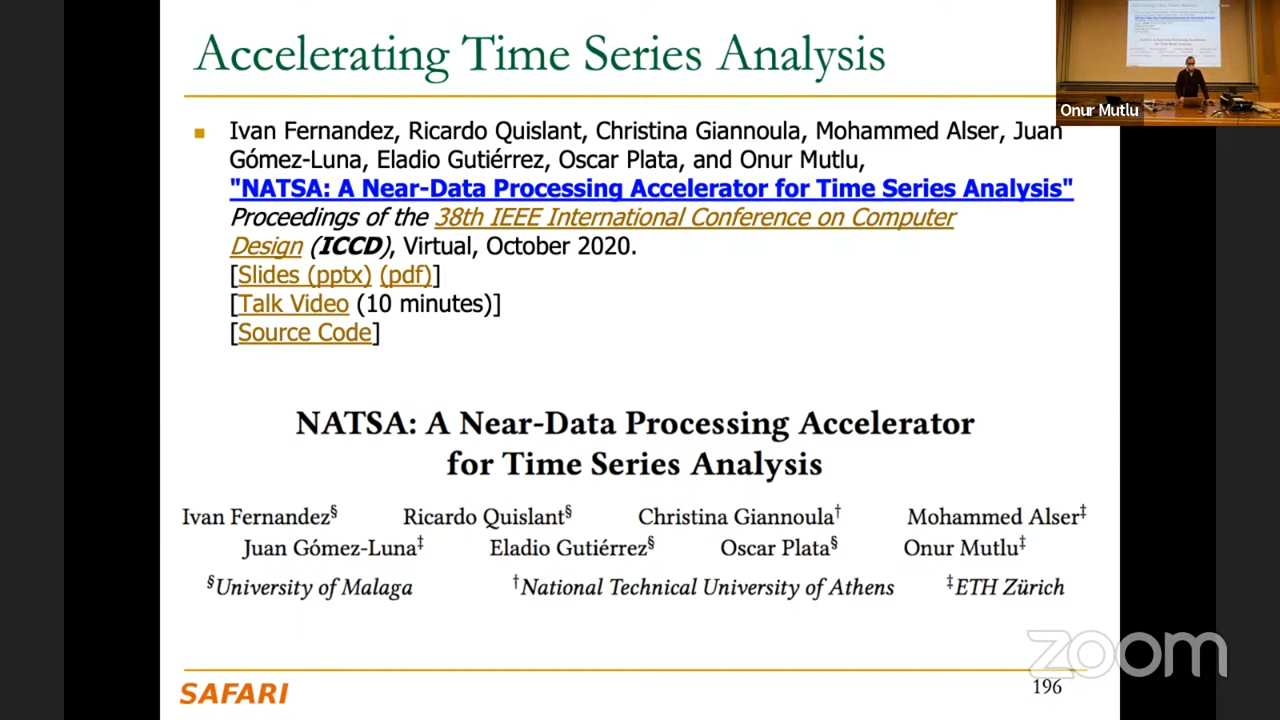 Accelerating Time Series Analysis
Onur Mutlu
Ivan Fernandez, Ricardo Quislant, Christina Giannoula, Mohammed Alser, Juan
Gómez-Luna, Eladio Gutiérrez, Oscar Plata, and Onur Mutlu,
"NATSA: A Near-Data Processing Accelerator for Time Series Analysis"
Proceedings of the 38th IEEE International Conference on Computer
Design (ICCD), Virtual, October 2020.
[Slides (pptx) (pdf)]
[Talk Video (10 minutes)]
[Source Code]
NATSA: A Near-Data Processing Accelerator
for Time Series Analysis
Ivan Fernandez§ Ricardo Quislant§ Christina Giannoula† Mohammed Alser‡
Juan Gómez-Luna‡ Eladio Gutiérrez§ Oscar Plata§ Onur Mutlu‡
§University of Malaga †National Technical University of Athens ‡ETH Zürich
zoom
SAFARI
196